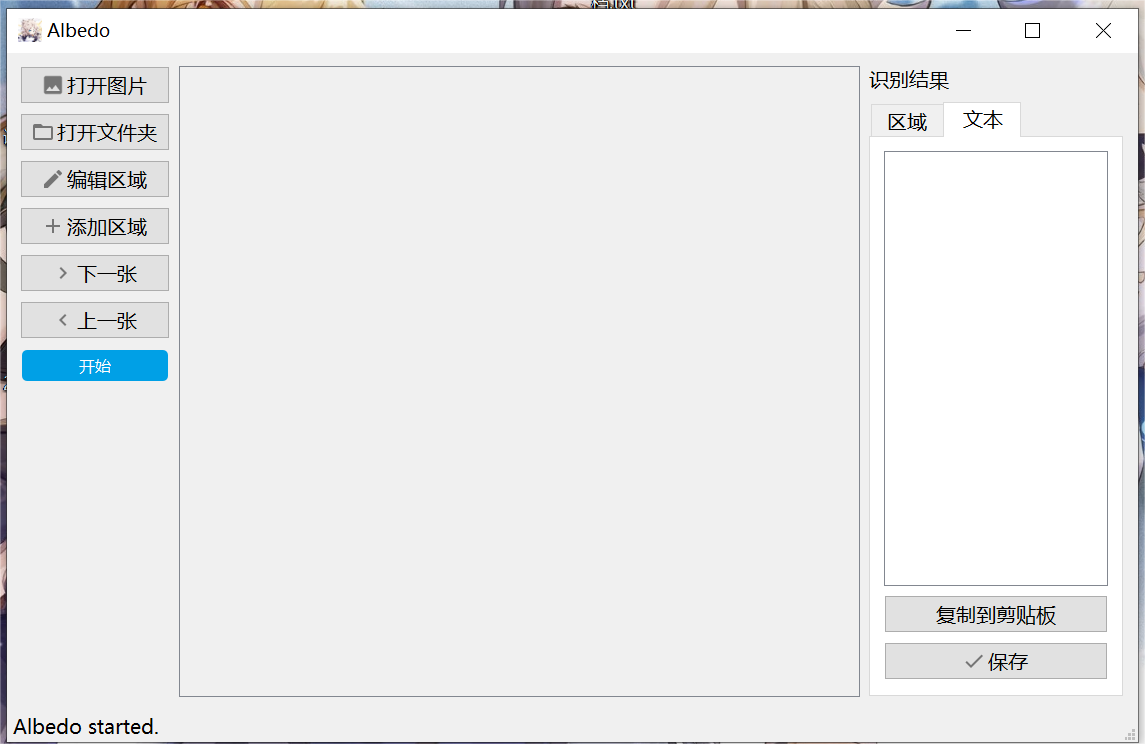 档.txt
Albedo
打开图片
打开文件夹
编辑区域
添加区域
下一张
上一张
开始
识别结果
区域
文本
复制到剪贴板
保存
Albedo started.